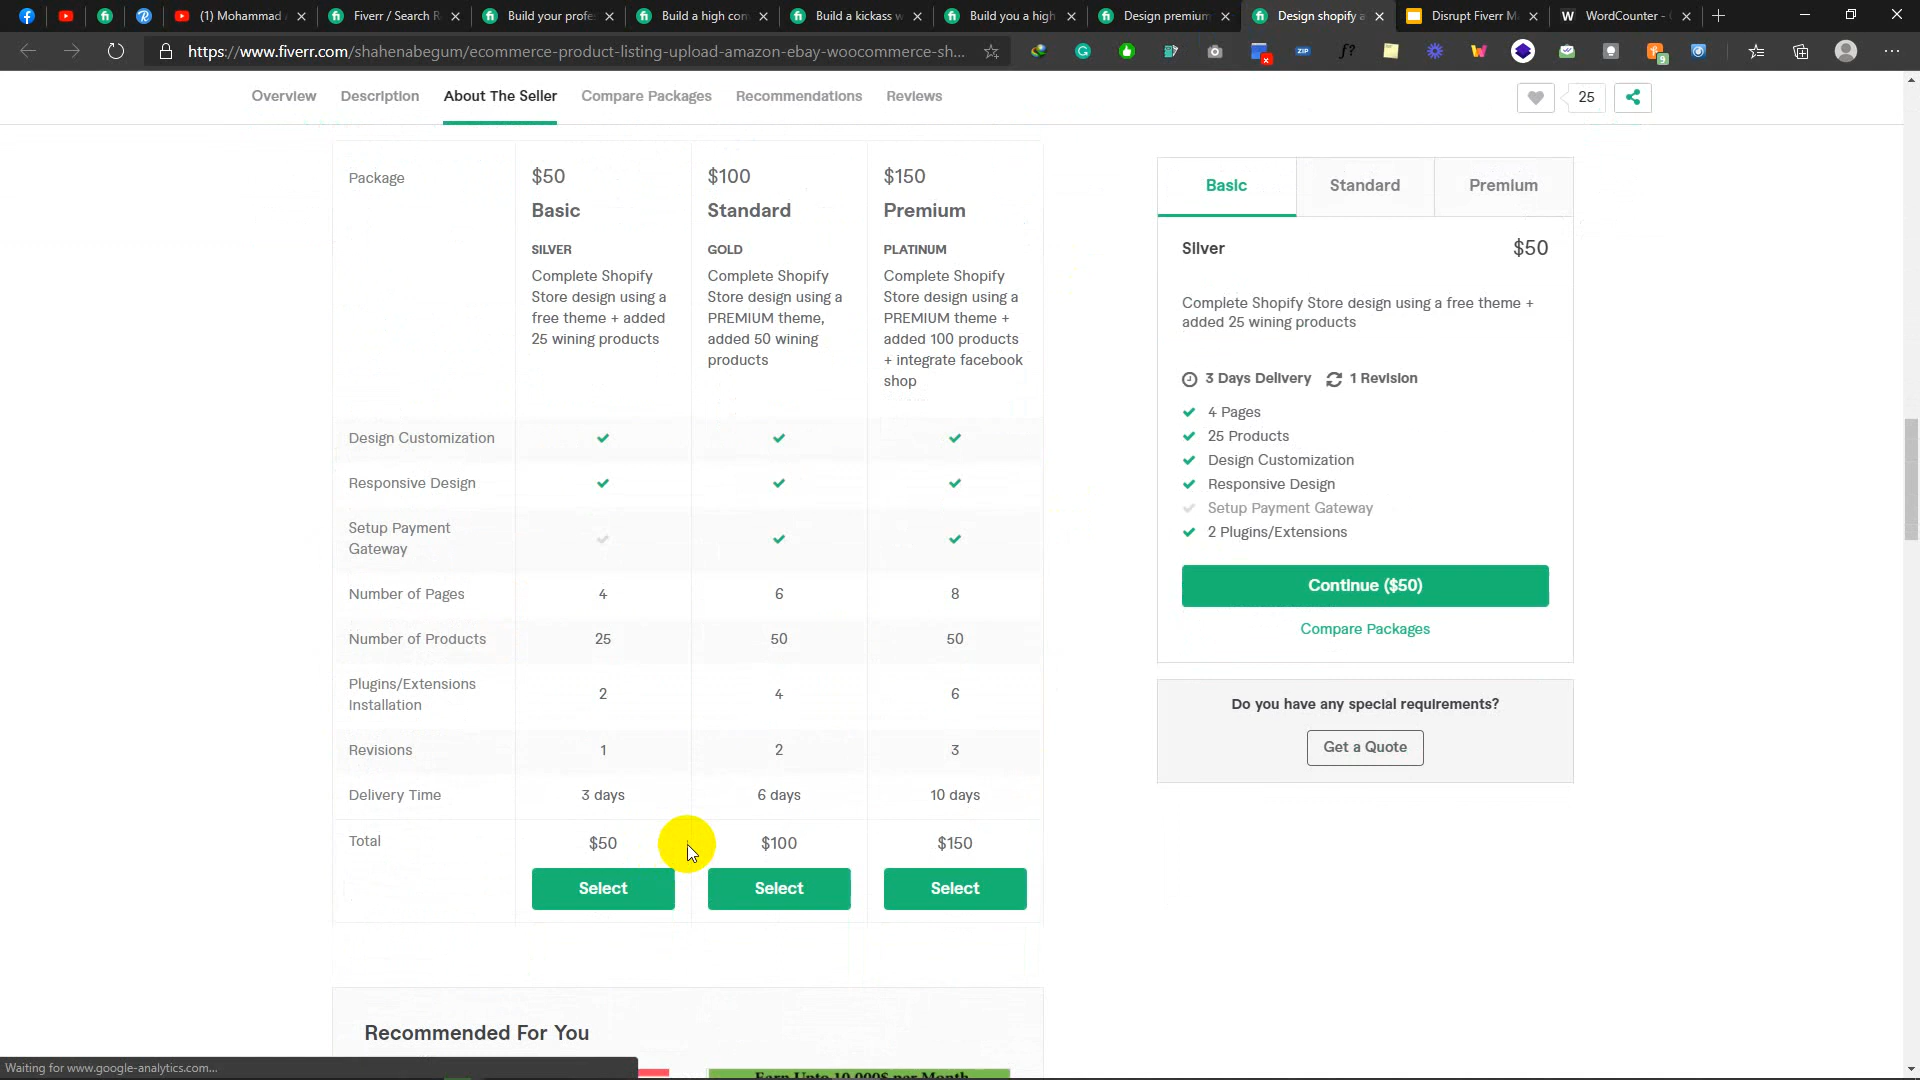 (1) Mohammad
Fiverr / Search R
Build your profe
Build a high con
Build a kickass w
Build you a high
Design premium
Design shopify a
Disrupt Fiverr M
WordCounter -
https://www.fiverr.com/shahenabegum/ecommerce-product-listing-upload-amazon-ebay-woocommerce-sh...
Overview
Description
About The Seller
Compare Packages
Recommendations
Reviews
25
Package
$50
Basic
SILVER
Complete Shopify
Store design using a
free theme + added
25 wining products
$100
Standard
GOLD
Complete Shopify
Store design using a
PREMIUM theme,
added 50 wining
products
$150
Premium
PLATINUM
Complete Shopify
Store design using a
PREMIUM theme +
added 100 products
+ integrate facebook
shop
Design Customization
Responsive Design
Setup Payment
Gateway
Number of Pages 4 6 8
Number of Products 25 50 50
Plugins/Extensions
Installation 2 4 6
Revisions 1 2 3
Delivery Time 3 days 6 days 10 days
Total $50 $100 $150
Select Select Select
Basic Standard Premium
Silver $50
Complete Shopify Store design using a free theme +
added 25 wining products
3 Days Delivery 1 Revision
4 Pages
25 Products
Design Customization
Responsive Design
Setup Payment Gateway
2 Plugins/Extensions
Continue ($50)
Compare Packages
Do you have any special requirements?
Get a Quote
Recommended For You
Earn Upto 10,000$ per Month
Waiting for www.google-analytics.com...